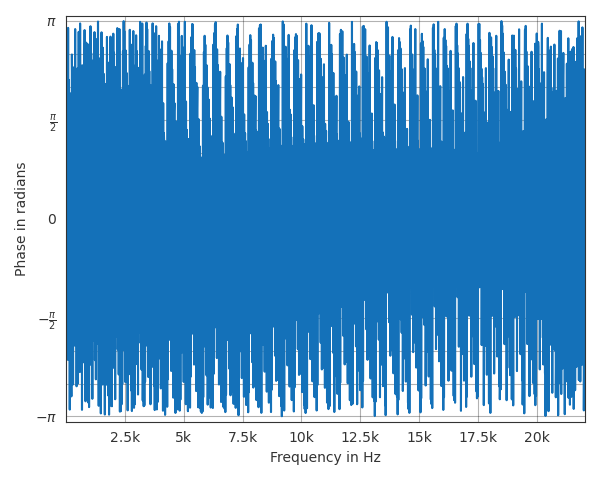 π
π/2
0
−π/2
−π
Phase in radians
2.5k 5k 7.5k 10k 12.5k 15k 17.5k 20k
Frequency in Hz